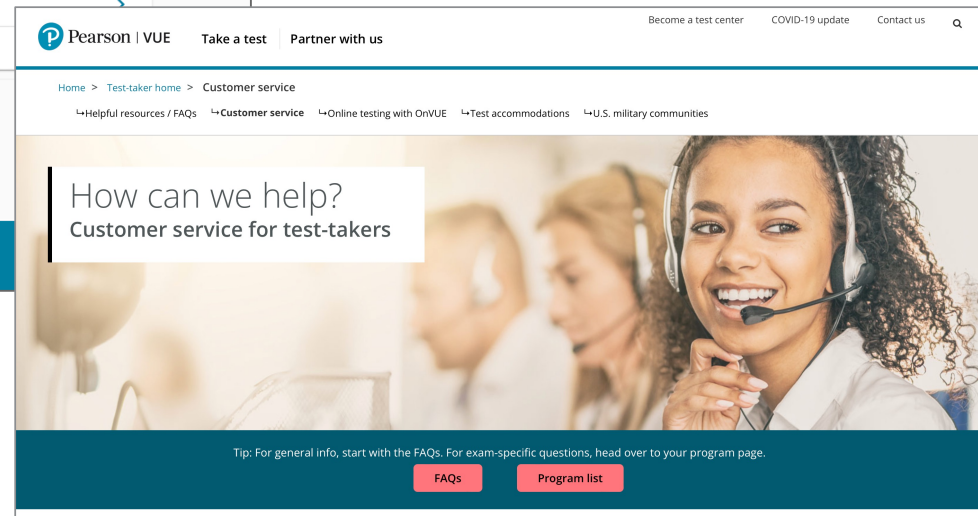 Become a test center COVID-19 update Contact us
Pearson | VUE Take a test Partner with us
Home > Test-taker home > Customer service
↳Helpful resources / FAQs ↳Customer service ↳Online testing with OnVUE ↳Test accommodations ↳U.S. military communities
How can we help?
Customer service for test-takers
Tip: For general info, start with the FAQs. For exam-specific questions, head over to your program page.
FAQs Program list